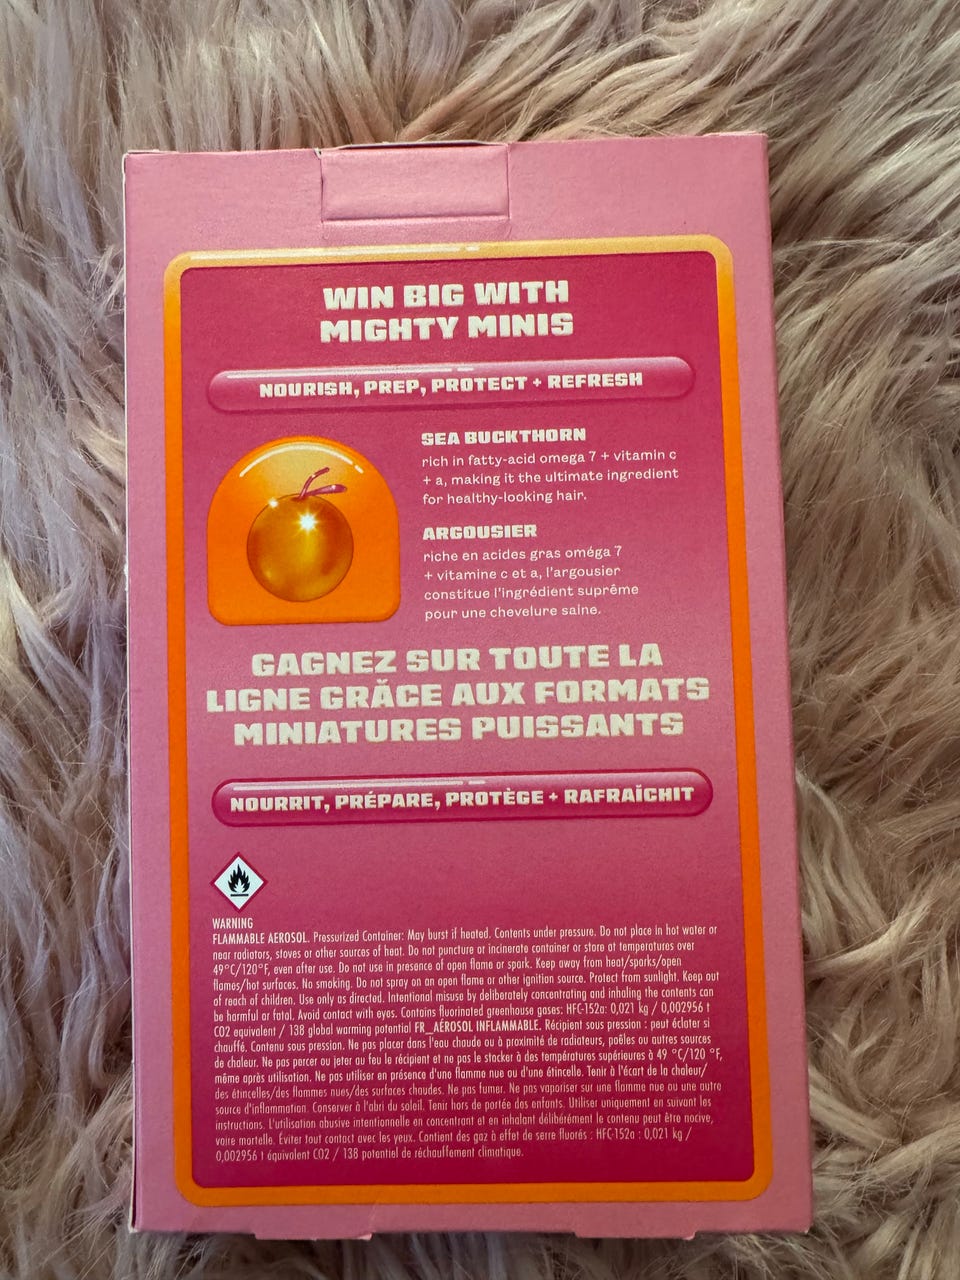 WIN BIG WITH
MIGHTY MINIS
NOURISH, PREP, PROTECT + REFRESH
SEA BUCKTHORN
rich in fatty-acid omega 7 + vitamin c
+ a, making it the ultimate ingredient
for healthy-looking hair.
ARGOUSIER
riche en acides gras oméga 7
+ vitamine c et a, l'argousier
constitue l'ingrédient suprême
pour une chevelure saine.
GAGNEZ SUR TOUTE LA
LIGNE GRÂCE AUX FORMATS
MINIATURES PUISSANTS
NOURRIT, PRÉPARE, PROTÈGE + RAFRAÎCHIT
WARNING
FLAMMABLE AEROSOL. Pressurized Container: May burst if heated. Contents under pressure. Do not place in hot water or
near radiators, stoves or other sources of heat. Do not puncture or incinerate container or store at temperatures over
49°C/120°F, even after use. Do not use in presence of open flame or spark. Keep away from heat/sparks/open
flames/hot surfaces. No smoking. Do not spray on an open flame or other ignition source. Protect from sunlight. Keep out
of reach of children. Use only as directed. Intentional misuse by deliberately concentrating and inhaling the contents can
be harmful or fatal. Avoid contact with eyes. Contains fluorinated greenhouse gases: HFC-152a: 0,021 kg / 0,002956 t
CO2 equivalent / 138 global warming potential FR_AÉROSOL INFLAMMABLE. Récipient sous pression : peut éclater si
chauffé. Contenu sous pression. Ne pas placer dans l'eau chaude ou à proximité de radiateurs, poêles ou autres sources
de chaleur. Ne pas percer ou jeter au feu le récipient et ne pas le stocker à des températures supérieures à 49 °C/120 °F,
même après utilisation. Ne pas utiliser en présence d'une flamme nue ou d'une étincelle. Tenir à l'écart de la chaleur/
des étincelles/des flammes nues/des surfaces chaudes. Ne pas fumer. Ne pas vaporiser sur une flamme nue ou une autre
source d'inflammation. Conserver à l'abri du soleil. Tenir hors de portée des enfants. Utiliser uniquement en suivant les
instructions. L'utilisation abusive intentionnelle en concentrant et en inhalant délibérément le contenu peut être nocive,
voire mortelle. Éviter tout contact avec les yeux. Contient des gaz à effet de serre fluorés : HFC-152a : 0,021 kg /
0,002956 t équivalent CO2 / 138 potentiel de réchauffement climatique.